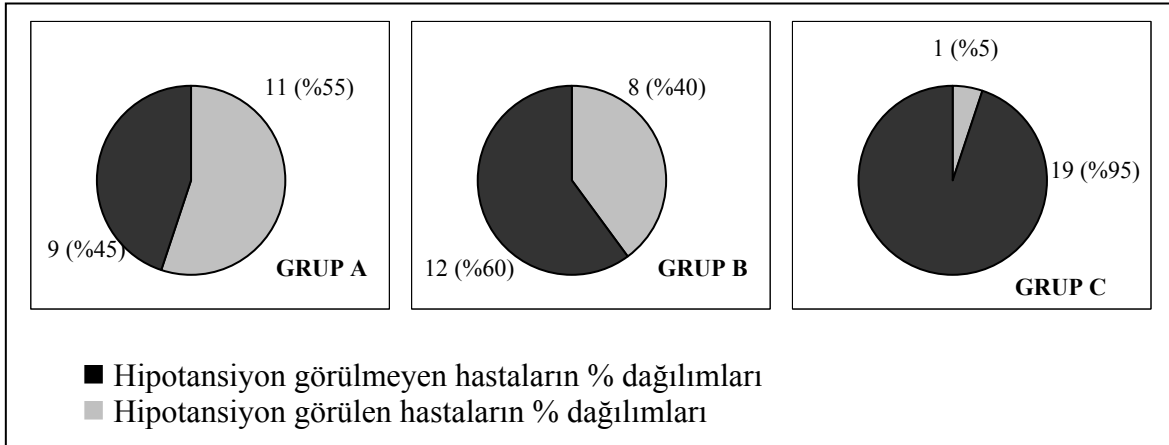 11 (%55)
9 (%45)
GRUP A
8 (%40)
12 (%60)
GRUP B
1 (%5)
19 (%95)
GRUP C
Hipotansiyon görülmeyen hastaların % dağılımları
Hipotansiyon görülen hastaların % dağılımları